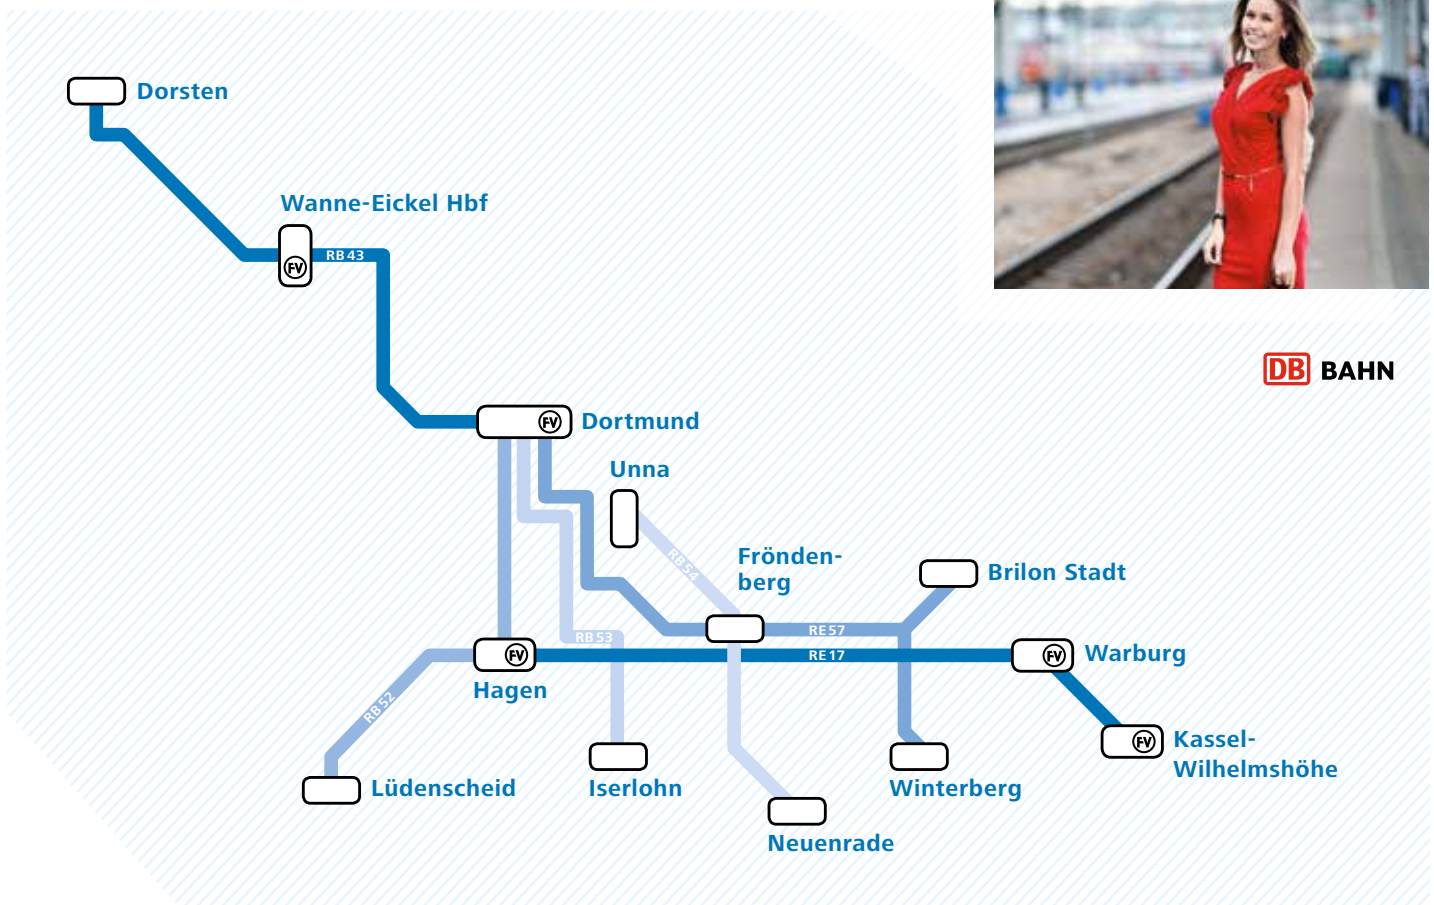 Dorsten
Wanne-Eickel Hbf
FV
RB 43
DB BAHN
FV
Dortmund
Unna
RB 54
Frönden-
berg
Brilon Stadt
RB 53
RE 57
FV
RE 17
FV
Warburg
Hagen
RB 52
FV
Kassel-
Wilhelmshöhe
Lüdenscheid
Iserlohn
Winterberg
Neuenrade